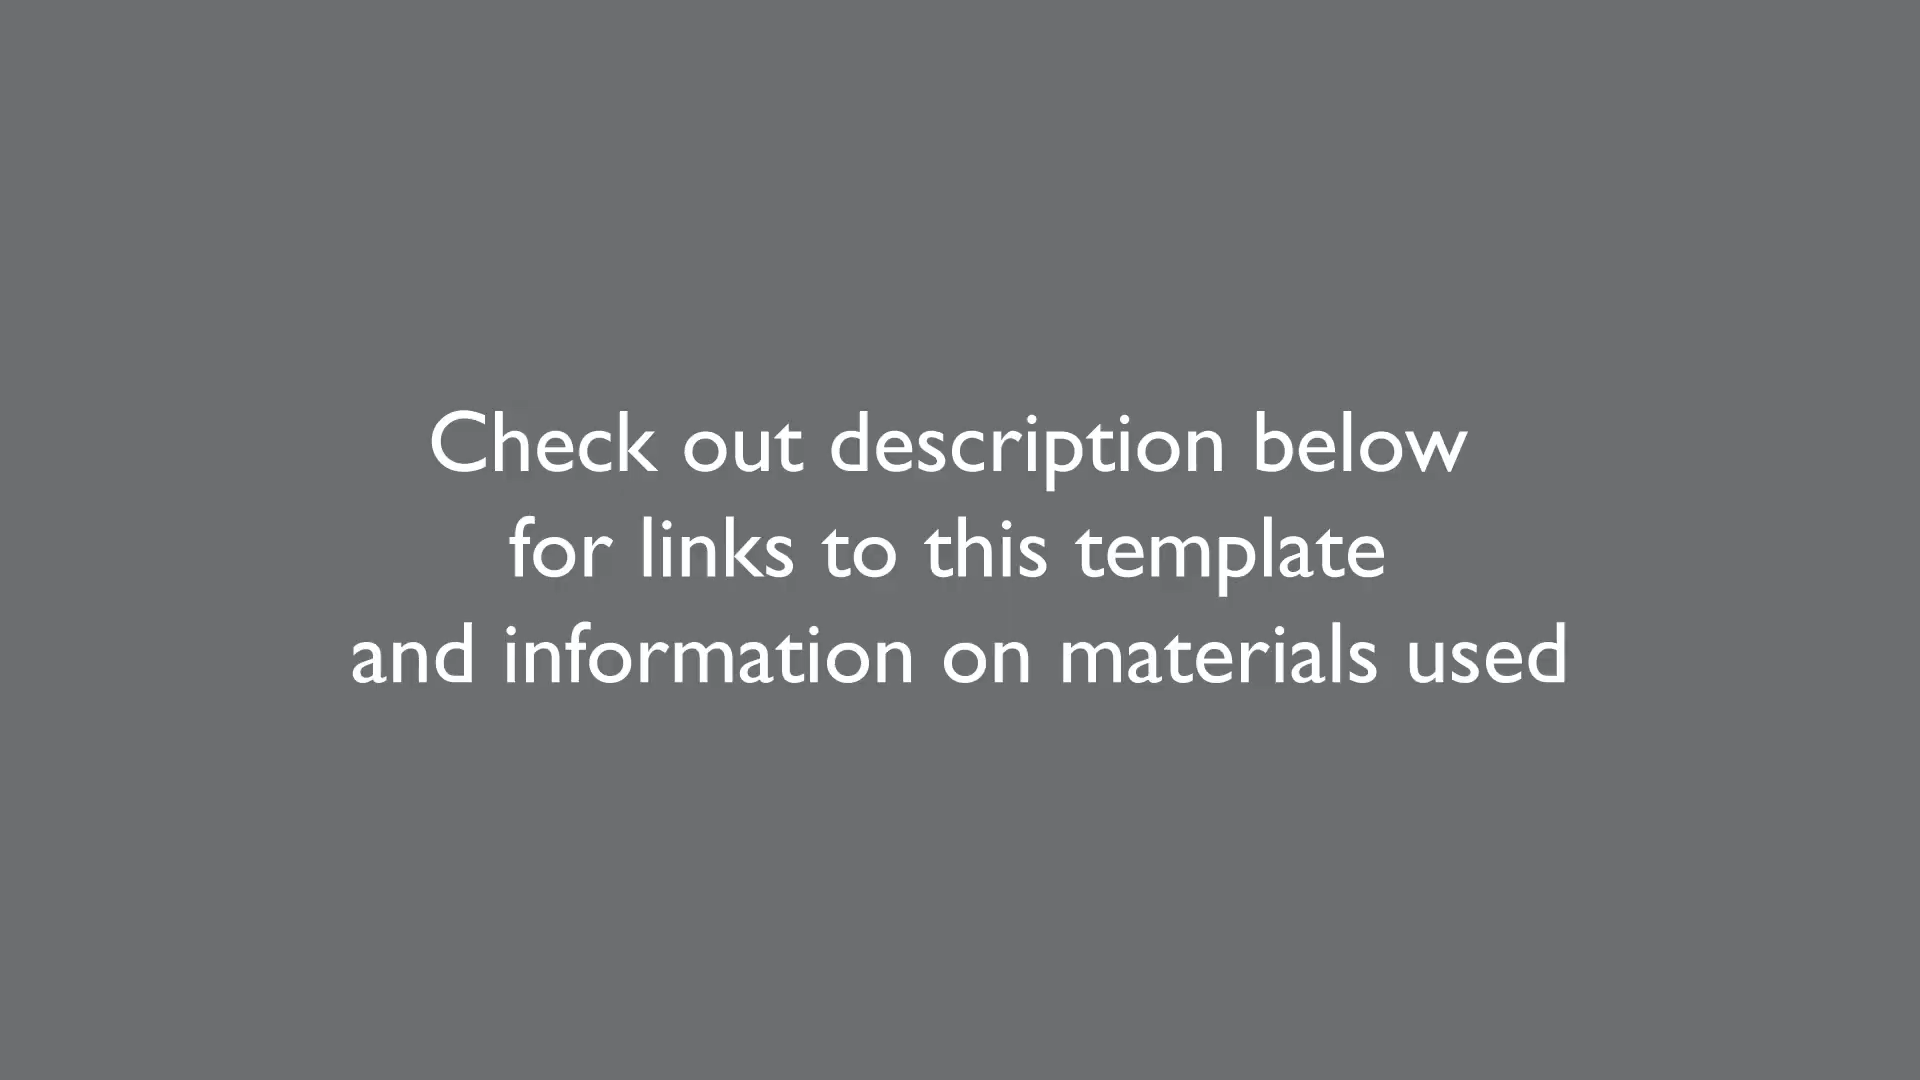 Check out description below
for links to this template
and information on materials used